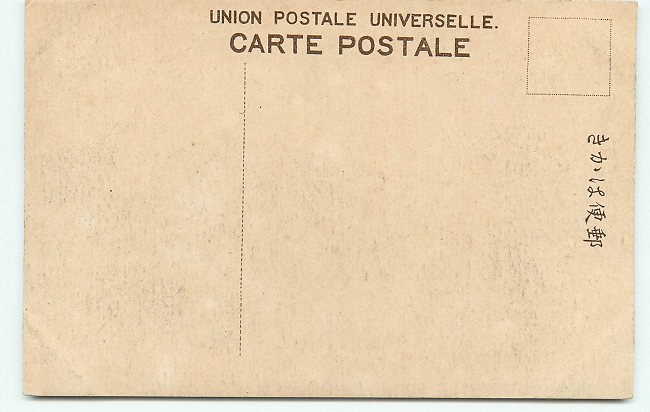 UNION POSTALE UNIVERSELLE.
CARTE POSTALE
きかは便郵